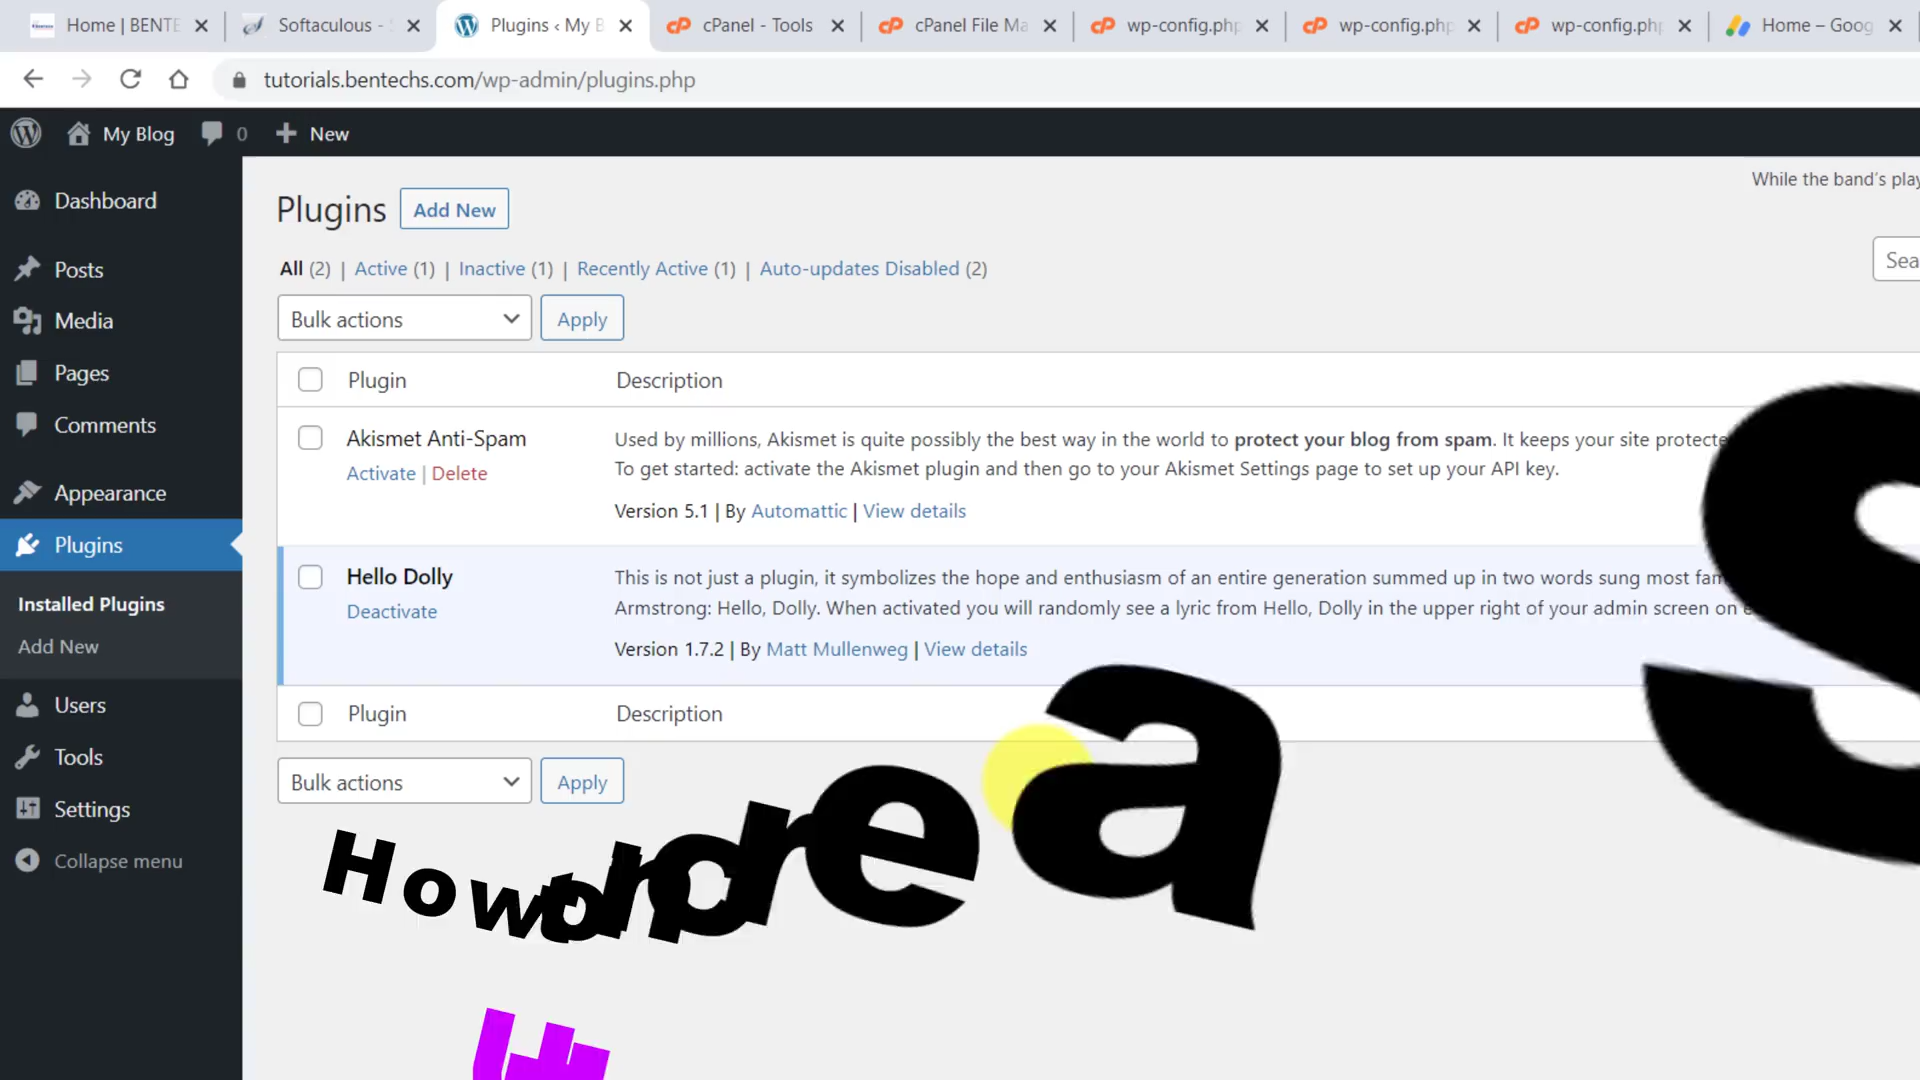 Home | BENTE
Softaculous - S
Plugins ‹ My B
cPanel - Tools
cPanel File Ma
wp-config.php
wp-config.php
wp-config.php
Home – Goog
tutorials.bentechs.com/wp-admin/plugins.php
My Blog 0 New
While the band's play
Dashboard
Posts
Media
Pages
Comments
Appearance
Plugins
Installed Plugins
Add New
Users
Tools
Settings
Collapse menu
Plugins Add New
All (2) | Active (1) | Inactive (1) | Recently Active (1) | Auto-updates Disabled (2)
Sea
Bulk actions Apply
Plugin Description
Akismet Anti-Spam
Activate | Delete
Used by millions, Akismet is quite possibly the best way in the world to protect your blog from spam. It keeps your site protecte
To get started: activate the Akismet plugin and then go to your Akismet Settings page to set up your API key.
Version 5.1 | By Automattic | View details
Hello Dolly
Deactivate
This is not just a plugin, it symbolizes the hope and enthusiasm of an entire generation summed up in two words sung most fam
Armstrong: Hello, Dolly. When activated you will randomly see a lyric from Hello, Dolly in the upper right of your admin screen on e
Version 1.7.2 | By Matt Mullenweg | View details
Plugin Description
Bulk actions Apply
How